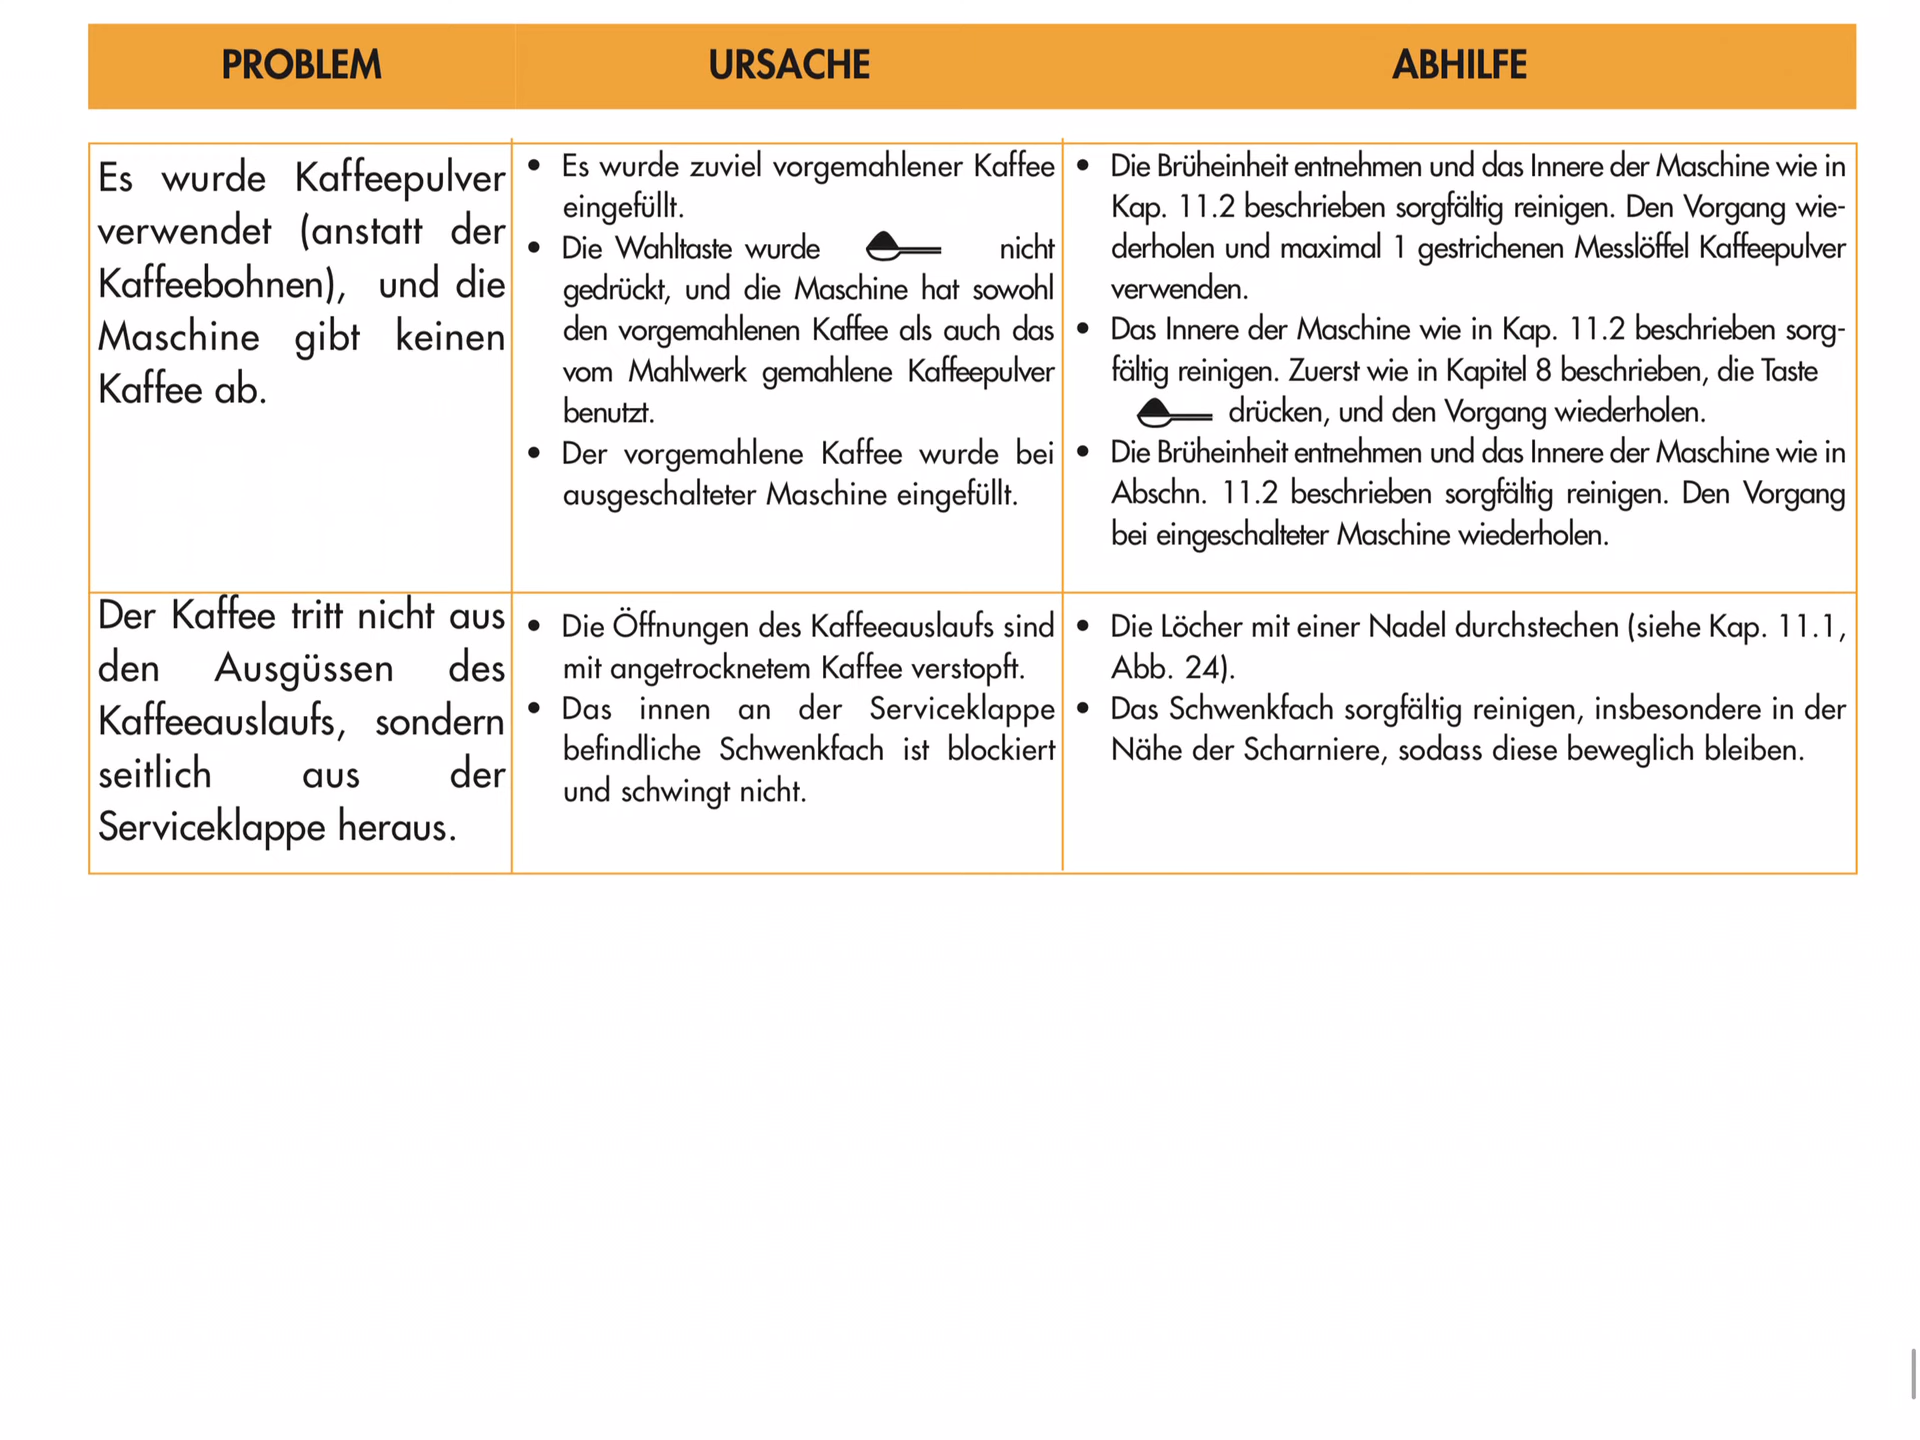 PROBLEM
URSACHE
ABHILFE
Es wurde Kaffeepulver
verwendet (anstatt der
Kaffeebohnen), und die
Maschine gibt keinen
Kaffee ab.
• Es wurde zuviel vorgemahlener Kaffee
eingefüllt.
• Die Wahltaste wurde nicht
gedrückt, und die Maschine hat sowohl
den vorgemahlenen Kaffee als auch das
vom Mahlwerk gemahlene Kaffeepulver
benutzt.
• Der vorgemahlene Kaffee wurde bei
ausgeschalteter Maschine eingefüllt.
• Die Brüheinheit entnehmen und das Innere der Maschine wie in
Kap. 11.2 beschrieben sorgfältig reinigen. Den Vorgang wie-
derholen und maximal 1 gestrichenen Messlöffel Kaffeepulver
verwenden.
• Das Innere der Maschine wie in Kap. 11.2 beschrieben sorg-
fältig reinigen. Zuerst wie in Kapitel 8 beschrieben, die Taste
drücken, und den Vorgang wiederholen.
• Die Brüheinheit entnehmen und das Innere der Maschine wie in
Abschn. 11.2 beschrieben sorgfältig reinigen. Den Vorgang
bei eingeschalteter Maschine wiederholen.
Der Kaffee tritt nicht aus
den Ausgüssen des
Kaffeeauslaufs, sondern
seitlich aus der
Serviceklappe heraus.
• Die Öffnungen des Kaffeeauslaufs sind
mit angetrocknetem Kaffee verstopft.
• Das innen an der Serviceklappe
befindliche Schwenkfach ist blockiert
und schwingt nicht.
• Die Löcher mit einer Nadel durchstechen (siehe Kap. 11.1,
Abb. 24).
• Das Schwenkfach sorgfältig reinigen, insbesondere in der
Nähe der Scharniere, sodass diese beweglich bleiben.